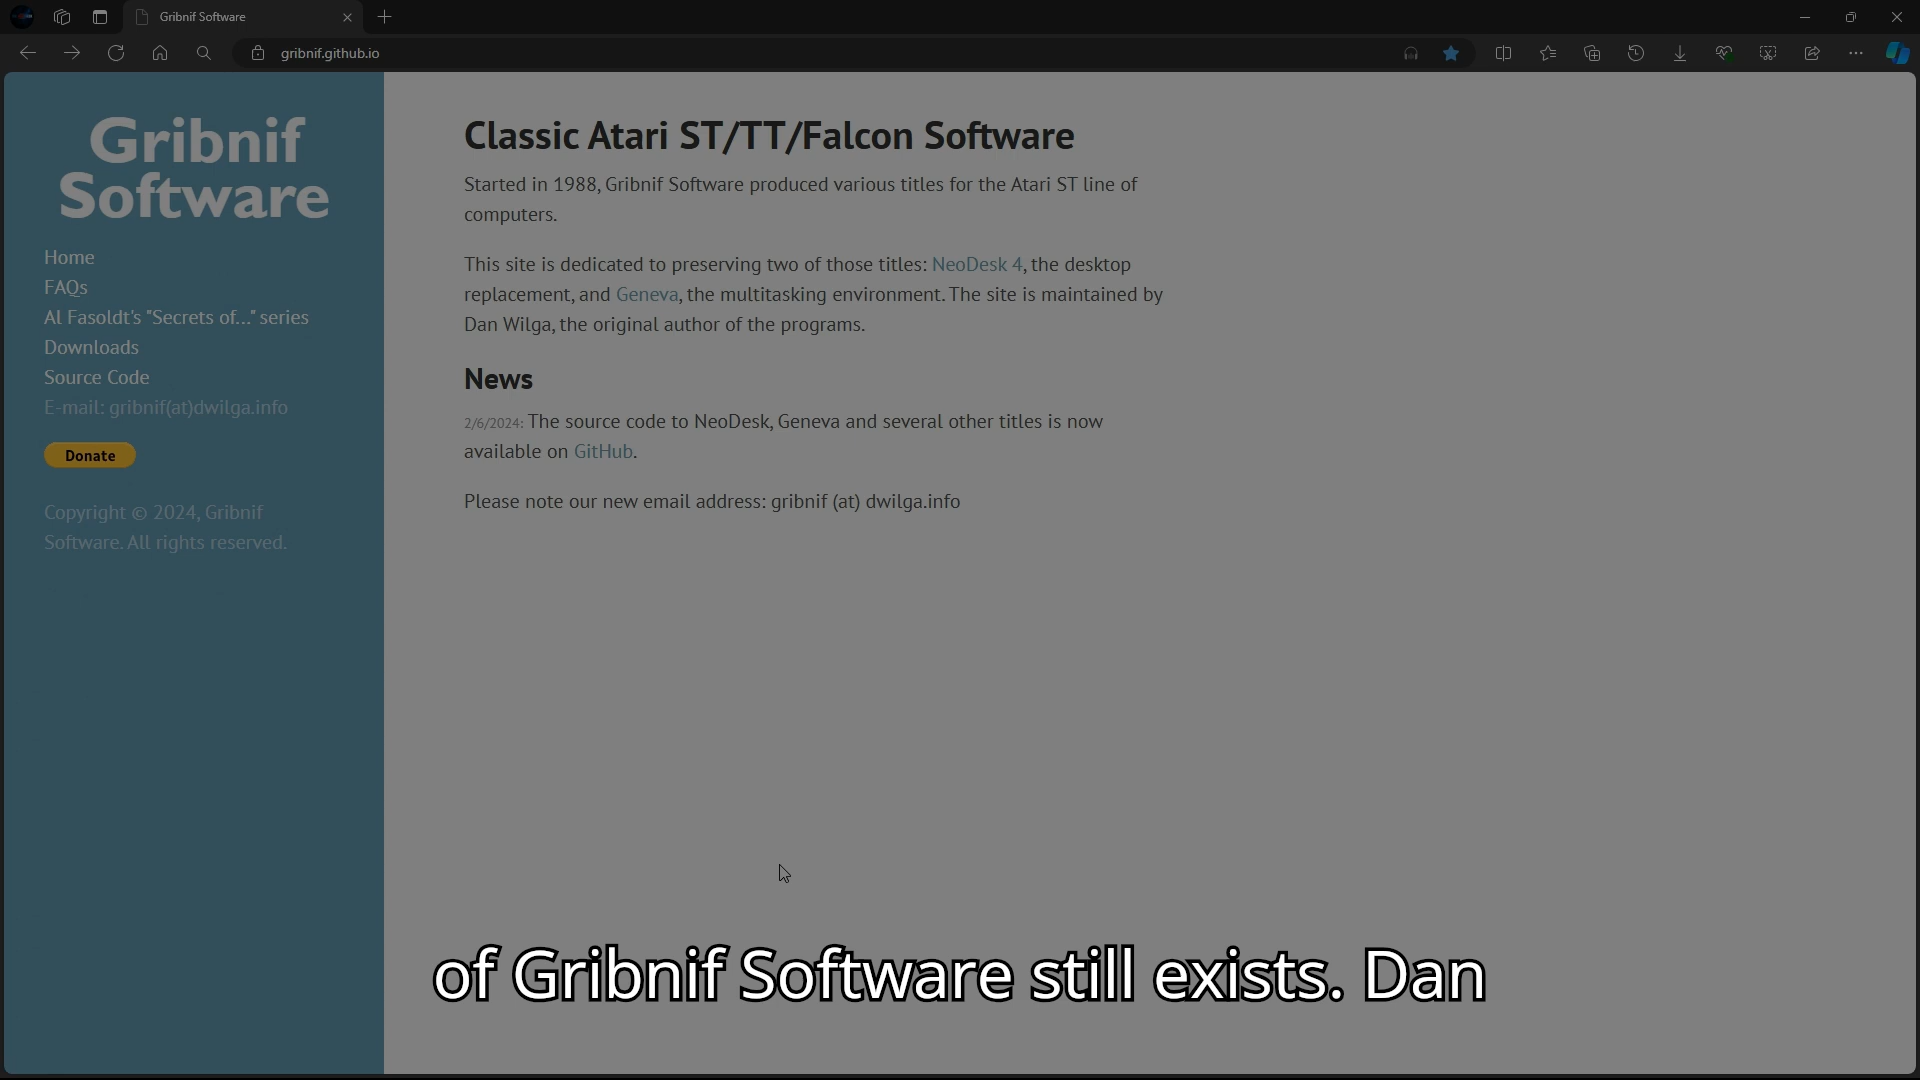 Gribnif Software
gribnif.github.io
Gribnif
Software
Home
FAQs
Al Fasoldt's "Secrets of..." series
Downloads
Source Code
E-mail: gribnif(at)dwilga.info
Donate
Copyright © 2024, Gribnif
Software. All rights reserved.
Classic Atari ST/TT/Falcon Software
Started in 1988, Gribnif Software produced various titles for the Atari ST line of
computers.
This site is dedicated to preserving two of those titles: NeoDesk 4, the desktop
replacement, and Geneva, the multitasking environment. The site is maintained by
Dan Wilga, the original author of the programs.
News
2/6/2024: The source code to NeoDesk, Geneva and several other titles is now
available on GitHub.
Please note our new email address: gribnif (at) dwilga.info
of Gribnif Software still exists. Dan